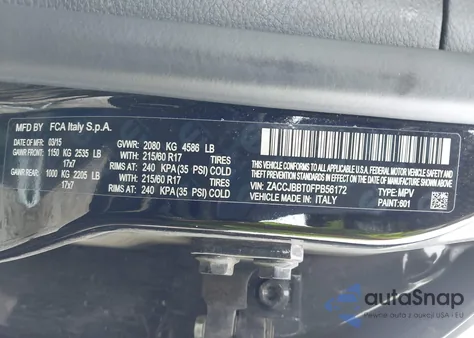 MFD BY FCA Italy S.p.A.
03/15 GVWR: 2080 KG 4586 LB
GAWR FRONT: 1150 KG 2535 LB WITH: 215/60 R17 TIRES
17x7 RIMS AT: 240 KPA(35 PSI) COLD
GAWR REAR: 1000 KG 2205 LB WITH: 215/60 R17 TIRES
17x7 RIMS AT: 240 KPA(35 PSI) COLD
THIS VEHICLE CONFORMS TO ALL APPLICABLE U.S.A. FEDERAL MOTOR VEHICLE SAFETY
AND THEFT PREVENTION STANDARDS IN EFFECT ON THE DATE OF MANUFACTURE SHOWN ABOVE
VIN: ZACCJBBT0FPB56172 TYPE: MPV
VEHICLE MADE IN: ITALY PAINT: 601
autoSnap
Pewne auto z USA - EU